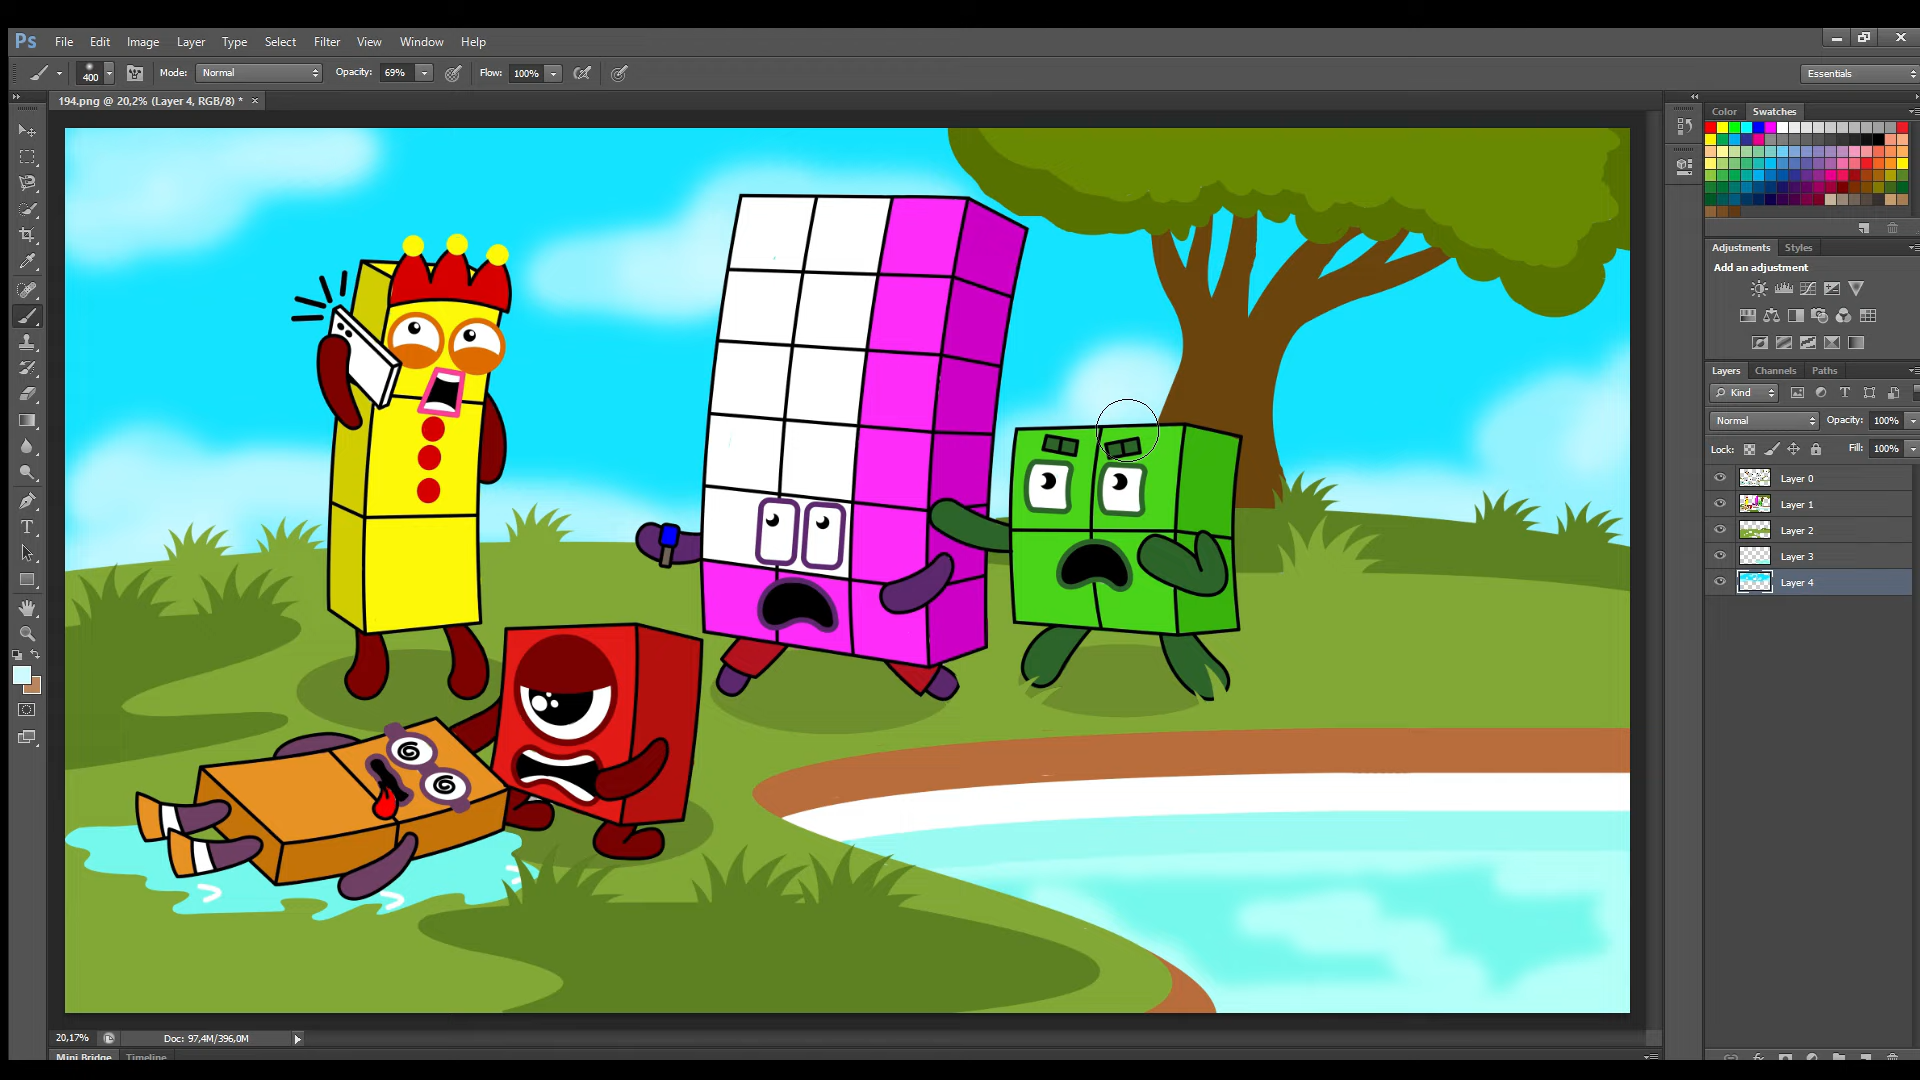 Ps File Edit Image Layer Type Select Filter View Window Help
400 Mode: Normal Opacity: 69% Flow: 100% Essentials
194.png @ 20,2% (Layer 4, RGB/8) * ×
Color Swatches
Adjustments Styles
Add an adjustment
Layers Channels Paths
Kind
Normal Opacity: 100%
Lock: Fill: 100%
Layer 0
Layer 1
Layer 2
Layer 3
Layer 4
20,17% Doc: 97,4M/396,0M
Mini Bridge Timeline